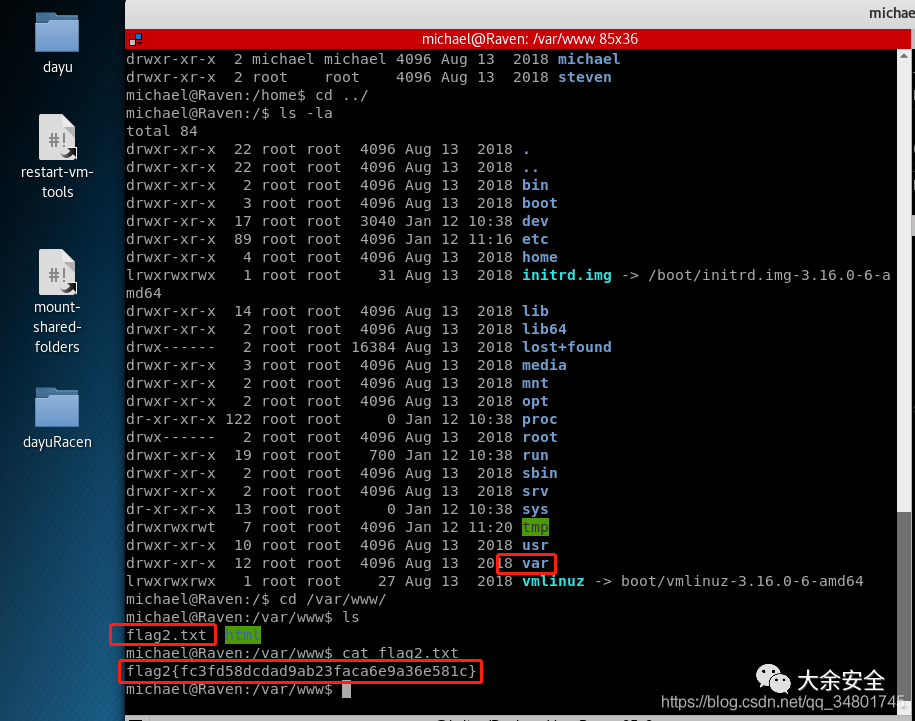 michae
michael@Raven: /var/www 85x36
dayu
restart-vm-
tools
mount-
shared-
folders
dayuRacen
drwxr-xr-x  2 michael michael 4096 Aug 13  2018 michael
drwxr-xr-x  2 root    root    4096 Aug 13  2018 steven
michael@Raven:/home$ cd ../
michael@Raven:/$ ls -la
total 84
drwxr-xr-x  22 root root  4096 Aug 13  2018 .
drwxr-xr-x  22 root root  4096 Aug 13  2018 ..
drwxr-xr-x   2 root root  4096 Aug 13  2018 bin
drwxr-xr-x   3 root root  4096 Aug 13  2018 boot
drwxr-xr-x  17 root root  3040 Jan 12 10:38 dev
drwxr-xr-x  89 root root  4096 Jan 12 11:16 etc
drwxr-xr-x   4 root root  4096 Aug 13  2018 home
lrwxrwxrwx   1 root root    31 Aug 13  2018 initrd.img -> /boot/initrd.img-3.16.0-6-a
md64
drwxr-xr-x  14 root root  4096 Aug 13  2018 lib
drwxr-xr-x   2 root root  4096 Aug 13  2018 lib64
drwx------   2 root root 16384 Aug 13  2018 lost+found
drwxr-xr-x   3 root root  4096 Aug 13  2018 media
drwxr-xr-x   2 root root  4096 Aug 13  2018 mnt
drwxr-xr-x   2 root root  4096 Aug 13  2018 opt
dr-xr-xr-x 122 root root     0 Jan 12 10:38 proc
drwx------   2 root root  4096 Aug 13  2018 root
drwxr-xr-x  19 root root   700 Jan 12 10:38 run
drwxr-xr-x   2 root root  4096 Aug 13  2018 sbin
drwxr-xr-x   2 root root  4096 Aug 13  2018 srv
dr-xr-xr-x  13 root root     0 Jan 12 10:38 sys
drwxrwxrwt   7 root root  4096 Jan 12 11:20 tmp
drwxr-xr-x  10 root root  4096 Aug 13  2018 usr
drwxr-xr-x  12 root root  4096 Aug 13  2018 var
lrwxrwxrwx   1 root root    27 Aug 13  2018 vmlinuz -> boot/vmlinuz-3.16.0-6-amd64
michael@Raven:/$ cd /var/www/
michael@Raven:/var/www$ ls
flag2.txt  html
michael@Raven:/var/www$ cat flag2.txt
flag2{fc3fd58dcdad9ab23faca6e9a36e581c}
michael@Raven:/var/www$
大余安全
https://blog.csdn.net/qq_34801745